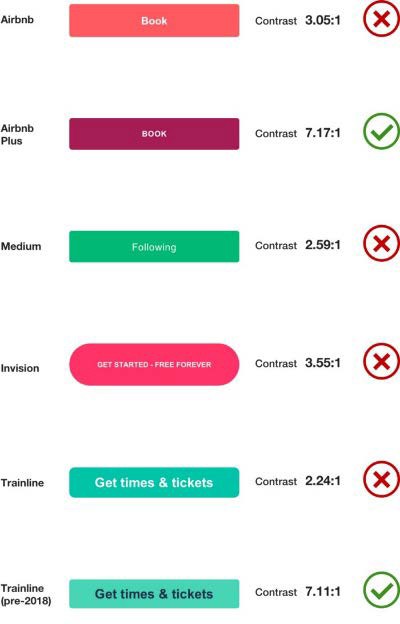 Airbnb Book Contrast 3.05:1
Airbnb
Plus BOOK Contrast 7.17:1
Medium Following Contrast 2.59:1
Invision GET STARTED - FREE FOREVER Contrast 3.55:1
Trainline Get times & tickets Contrast 2.24:1
Trainline
(pre-2018) Get times & tickets Contrast 7.11:1